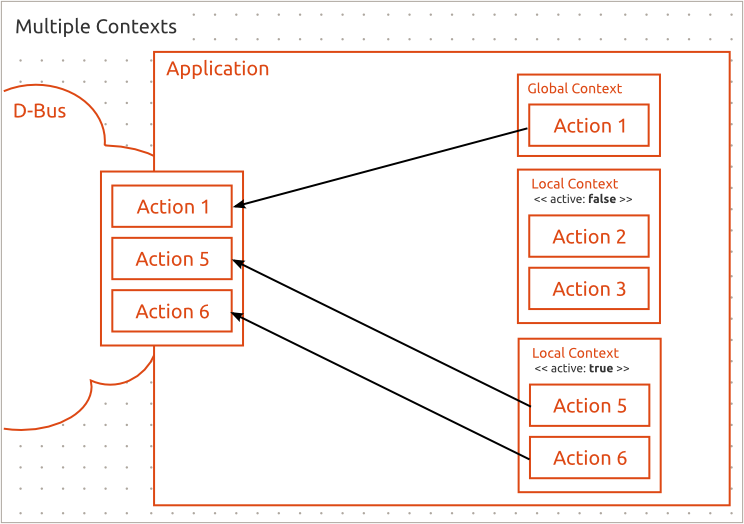 Multiple Contexts
Application
D-Bus
Action 1
Action 5
Action 6
Global Context
Action 1
Local Context
<< active: false >>
Action 2
Action 3
Local Context
<< active: true >>
Action 5
Action 6